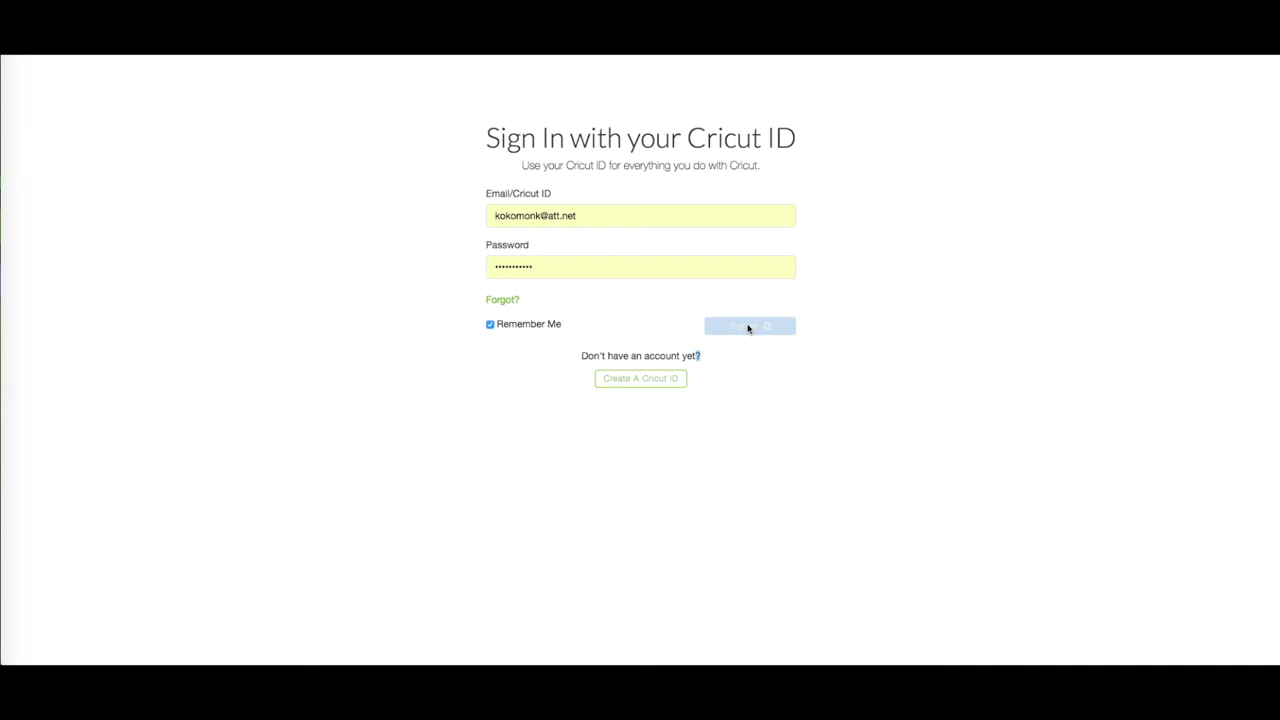 Sign In with your Cricut ID
Use your Cricut ID for everything you do with Cricut.
Email/Cricut ID
kokomonk@att.net
Password
•••••••••••
Forgot?
Remember Me
Don't have an account yet?
Create A Cricut ID